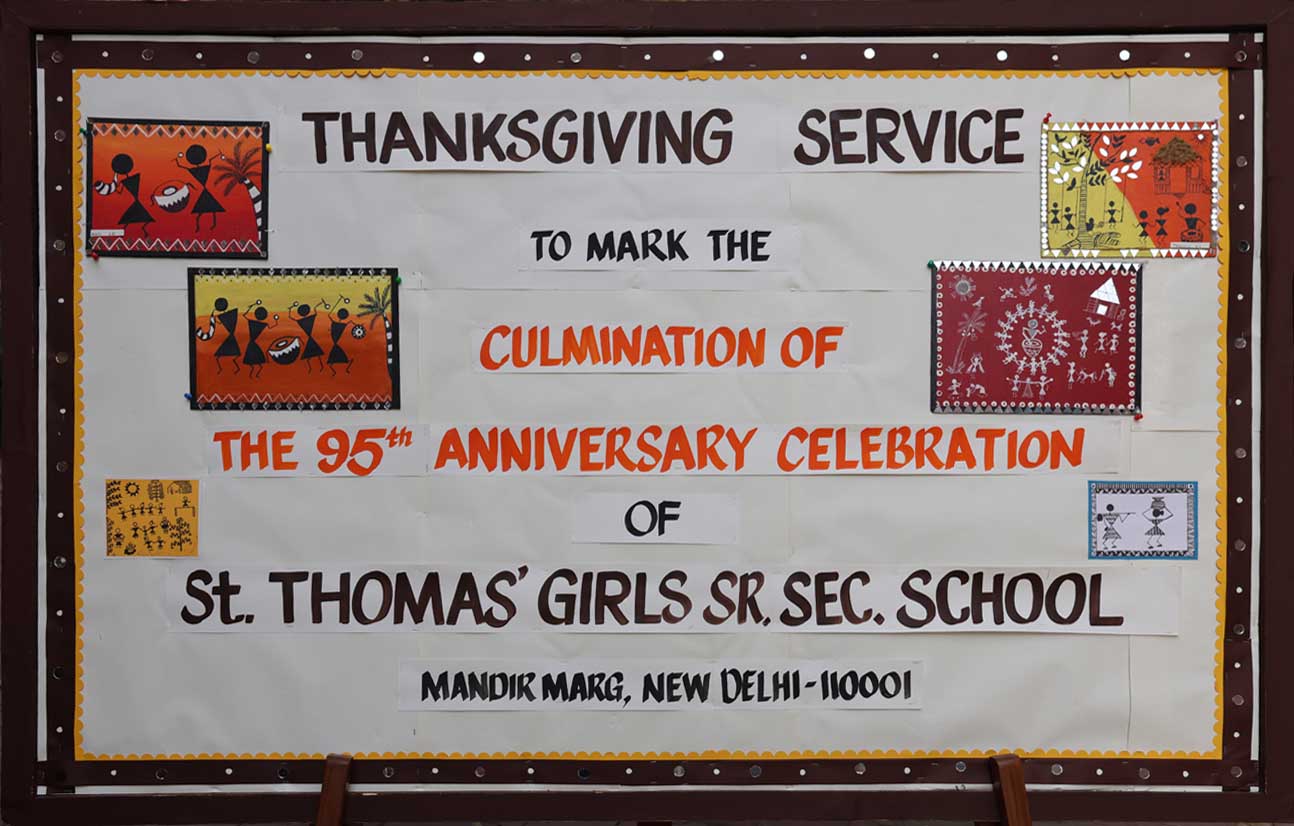 THANKSGIVING SERVICE
TO MARK THE
CULMINATION OF
THE 95th ANNIVERSARY CELEBRATION
OF
St. THOMAS' GIRLS SR. SEC. SCHOOL
MANDIR MARG, NEW DELHI-110001